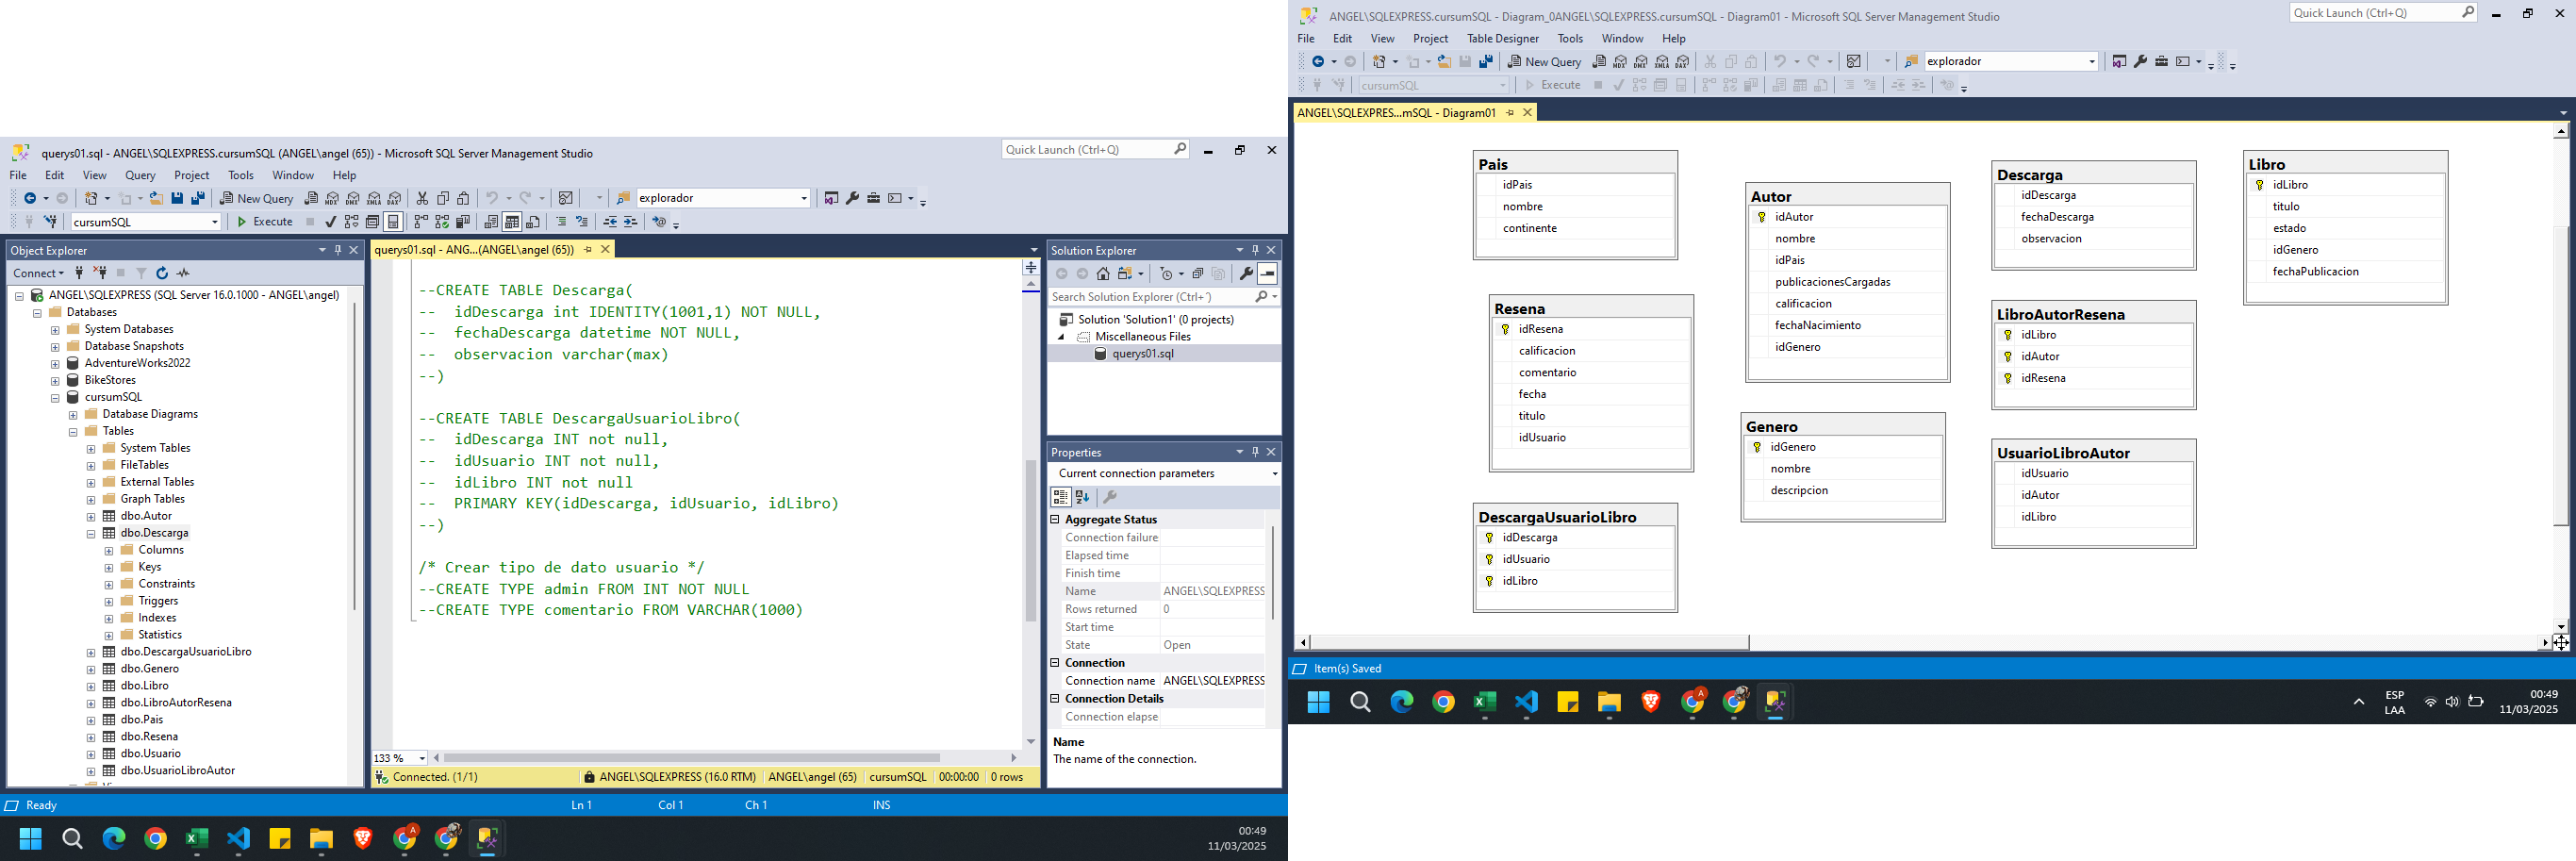 querys01.sql - ANGEL\SQLEXPRESS.cursumSQL (ANGEL\angel (65)) - Microsoft SQL Server Management Studio
Quick Launch (Ctrl+Q)
File Edit View Query Project Tools Window Help
New Query
MDX DMX XMLA DAX
explorador
cursumSQL
Execute
Object Explorer
Connect
ANGEL\SQLEXPRESS (SQL Server 16.0.1000 - ANGEL\angel)
Databases
System Databases
Database Snapshots
AdventureWorks2022
BikeStores
cursumSQL
Database Diagrams
Tables
System Tables
FileTables
External Tables
Graph Tables
dbo.Autor
dbo.Descarga
Columns
Keys
Constraints
Triggers
Indexes
Statistics
dbo.DescargaUsuarioLibro
dbo.Genero
dbo.Libro
dbo.LibroAutorResena
dbo.Pais
dbo.Resena
dbo.Usuario
dbo.UsuarioLibroAutor
querys01.sql - ANG...(ANGEL\angel (65))
--CREATE TABLE Descarga(
-- idDescarga int IDENTITY(1001,1) NOT NULL,
-- fechaDescarga datetime NOT NULL,
-- observacion varchar(max)
--)
--CREATE TABLE DescargaUsuarioLibro(
-- idDescarga INT not null,
-- idUsuario INT not null,
-- idLibro INT not null
-- PRIMARY KEY(idDescarga, idUsuario, idLibro)
--)
/* Crear tipo de dato usuario */
--CREATE TYPE admin FROM INT NOT NULL
--CREATE TYPE comentario FROM VARCHAR(1000)
133 %
Connected. (1/1)
ANGEL\SQLEXPRESS (16.0 RTM)
ANGEL\angel (65)
cursumSQL
00:00:00
0 rows
Solution Explorer
Search Solution Explorer (Ctrl+´)
Solution 'Solution1' (0 projects)
Miscellaneous Files
querys01.sql
Properties
Current connection parameters
Aggregate Status
Connection failure
Elapsed time
Finish time
Name ANGEL\SQLEXPRESS
Rows returned 0
Start time
State Open
Connection
Connection name ANGEL\SQLEXPRESS
Connection Details
Connection elapse
Name
The name of the connection.
Ready
Ln 1
Col 1
Ch 1
INS
A
00:49
11/03/2025
ANGEL\SQLEXPRESS.cursumSQL - Diagram_0ANGEL\SQLEXPRESS.cursumSQL - Diagram01 - Microsoft SQL Server Management Studio
Quick Launch (Ctrl+Q)
File Edit View Project Table Designer Tools Window Help
New Query
MDX DMX XMLA DAX
explorador
cursumSQL
Execute
ANGEL\SQLEXPRES...mSQL - Diagram01
Pais
idPais
nombre
continente
Resena
idResena
calificacion
comentario
fecha
titulo
idUsuario
DescargaUsuarioLibro
idDescarga
idUsuario
idLibro
Autor
idAutor
nombre
idPais
publicacionesCargadas
calificacion
fechaNacimiento
idGenero
Genero
idGenero
nombre
descripcion
Descarga
idDescarga
fechaDescarga
observacion
LibroAutorResena
idLibro
idAutor
idResena
UsuarioLibroAutor
idUsuario
idAutor
idLibro
Libro
idLibro
titulo
estado
idGenero
fechaPublicacion
Item(s) Saved
A
ESP
LAA
00:49
11/03/2025